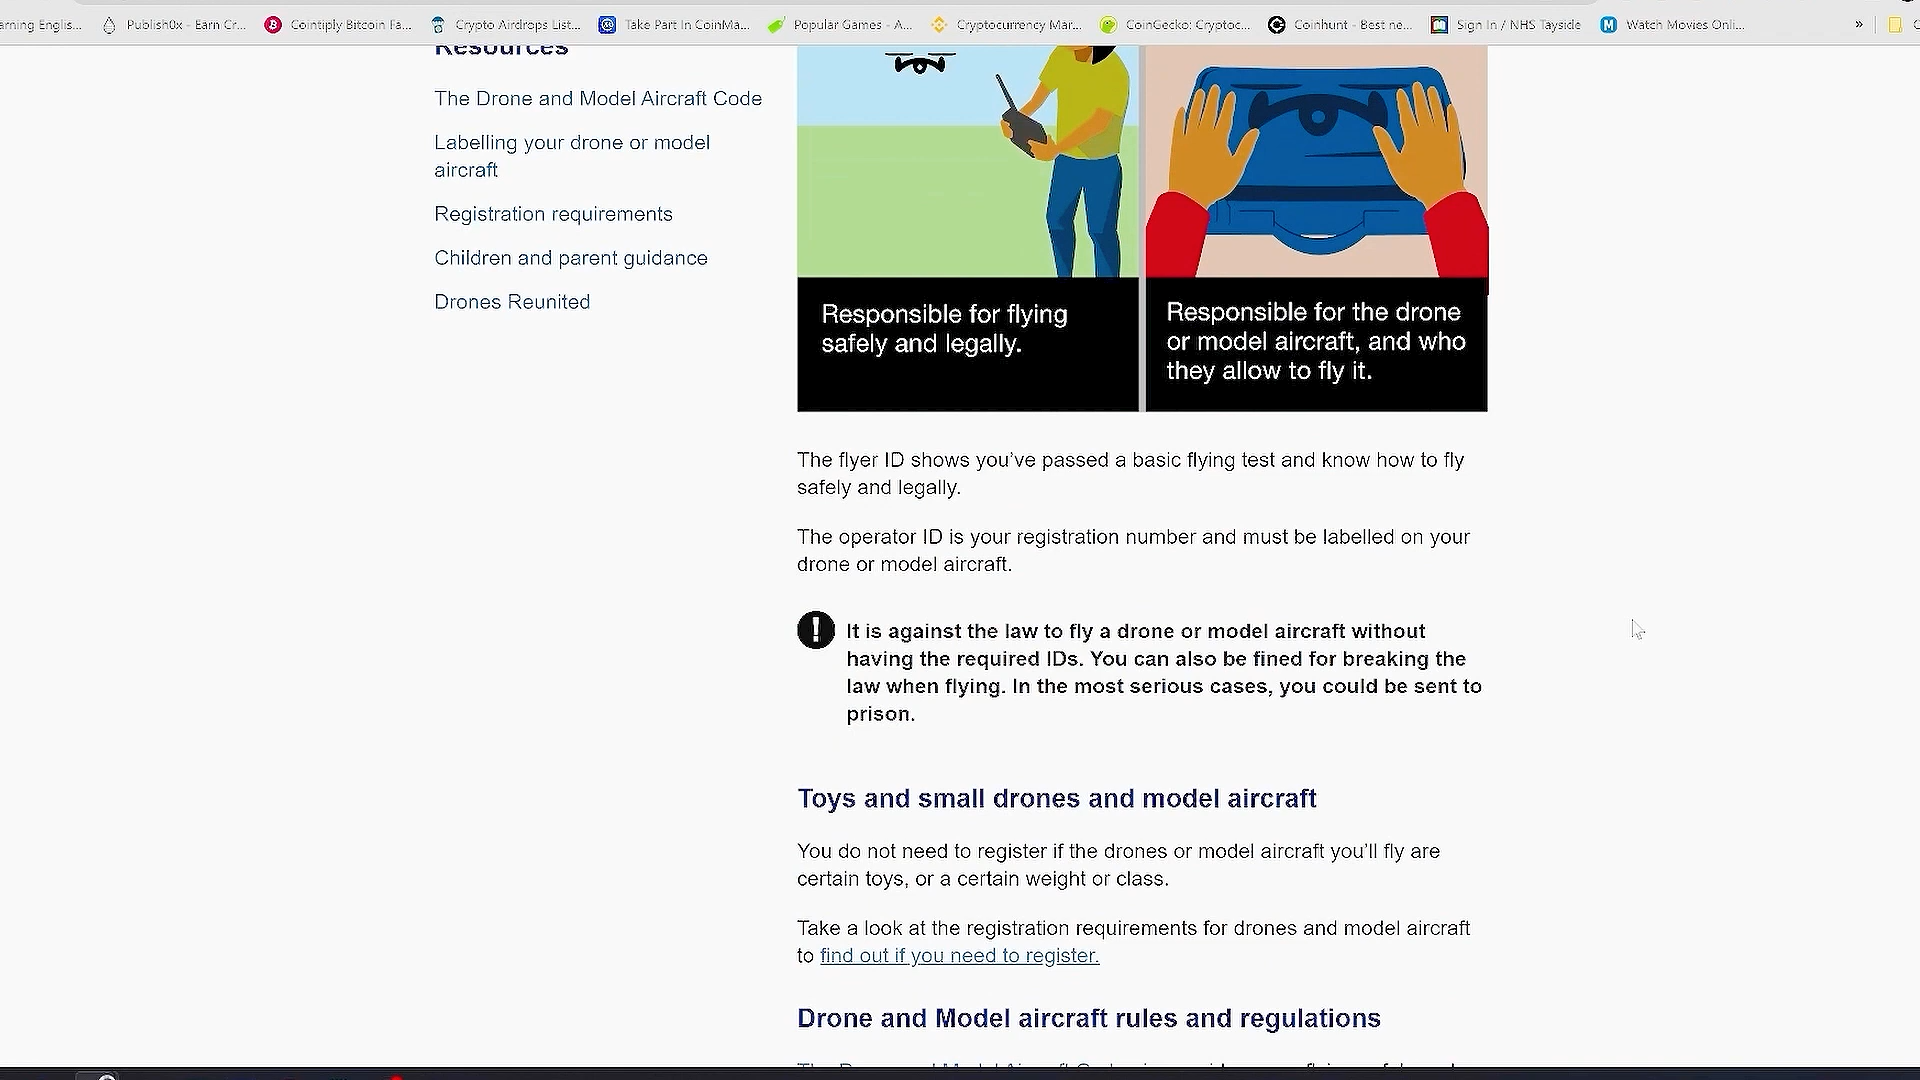 arning Englis...
Publish0x - Earn Cr...
Cointiply Bitcoin Fa...
Crypto Airdrops List...
Take Part In CoinMa...
Popular Games - A...
Cryptocurrency Mar...
CoinGecko: Cryptoc...
Coinhunt - Best ne...
Sign In / NHS Tayside
Watch Movies Onli...
»
Resources
The Drone and Model Aircraft Code
Labelling your drone or model
aircraft
Registration requirements
Children and parent guidance
Drones Reunited
Responsible for flying
safely and legally.
Responsible for the drone
or model aircraft, and who
they allow to fly it.
The flyer ID shows you’ve passed a basic flying test and know how to fly
safely and legally.
The operator ID is your registration number and must be labelled on your
drone or model aircraft.
It is against the law to fly a drone or model aircraft without
having the required IDs. You can also be fined for breaking the
law when flying. In the most serious cases, you could be sent to
prison.
Toys and small drones and model aircraft
You do not need to register if the drones or model aircraft you’ll fly are
certain toys, or a certain weight or class.
Take a look at the registration requirements for drones and model aircraft
to find out if you need to register.
Drone and Model aircraft rules and regulations